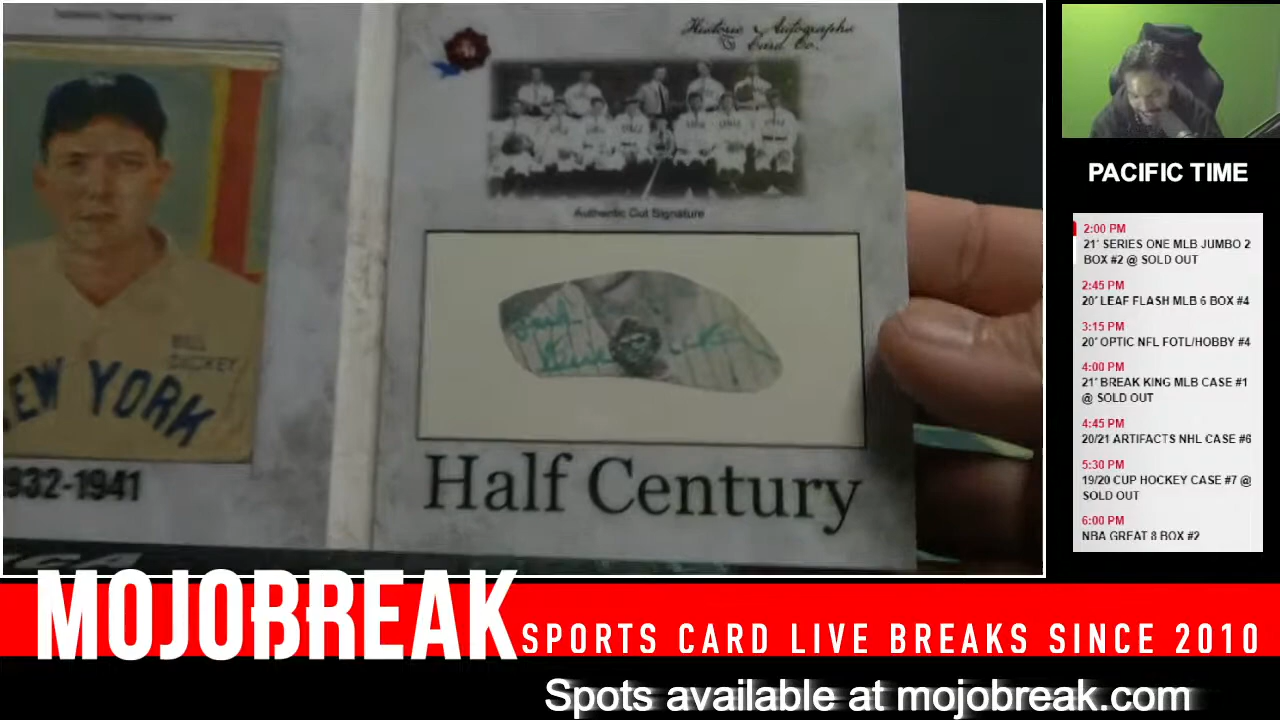 Historic Autographs
Card Co.
Authentic Cut Signature
BILL
DICKEY
NEW YORK
1932-1941
Half Century
PACIFIC TIME
2:00 PM
21' SERIES ONE MLB JUMBO 2
BOX #2 @ SOLD OUT
2:45 PM
20' LEAF FLASH MLB 6 BOX #4
3:15 PM
20' OPTIC NFL FOTL/HOBBY #4
4:00 PM
21' BREAK KING MLB CASE #1
@ SOLD OUT
4:45 PM
20/21 ARTIFACTS NHL CASE #6
5:30 PM
19/20 CUP HOCKEY CASE #7 @
SOLD OUT
6:00 PM
NBA GREAT 8 BOX #2
MOJOBREAK
SPORTS CARD LIVE BREAKS SINCE 2010
Spots available at mojobreak.com